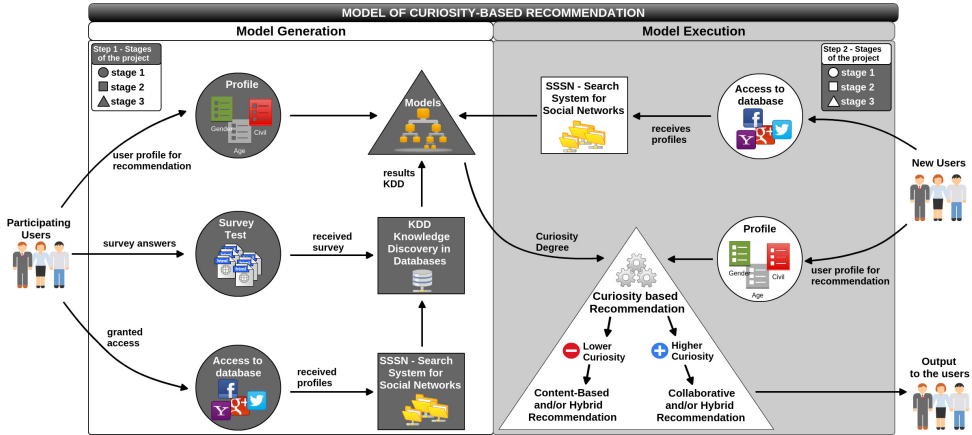 MODEL OF CURIOSITY-BASED RECOMMENDATION
Model Generation
Model Execution
Step 1 - Stages
of the project
stage 1
stage 2
stage 3
Step 2 - Stages
of the project
stage 1
stage 2
stage 3
Profile
Gender
Civil
Age
Models
SSSN - Search
System for
Social Networks
Access to
database
receives
profiles
user profile for
recommendation
results
KDD
New Users
Participating
Users
survey answers
Survey
Test
received
survey
KDD
Knowledge
Discovery in
Databases
Curiosity
Degree
Profile
Gender
Civil
Age
user profile for
recommendation
Curiosity based
Recommendation
granted
access
Lower
Curiosity
Higher
Curiosity
Access to
database
received
profiles
SSSN - Search
System for
Social Networks
Content-Based
and/or Hybrid
Recommendation
Collaborative
and/or Hybrid
Recommendation
Output
to the users